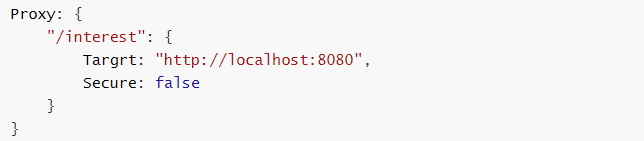 Proxy: {
    "/interest": {
        Targrt: "http://localhost:8080",
        Secure: false
    }
}